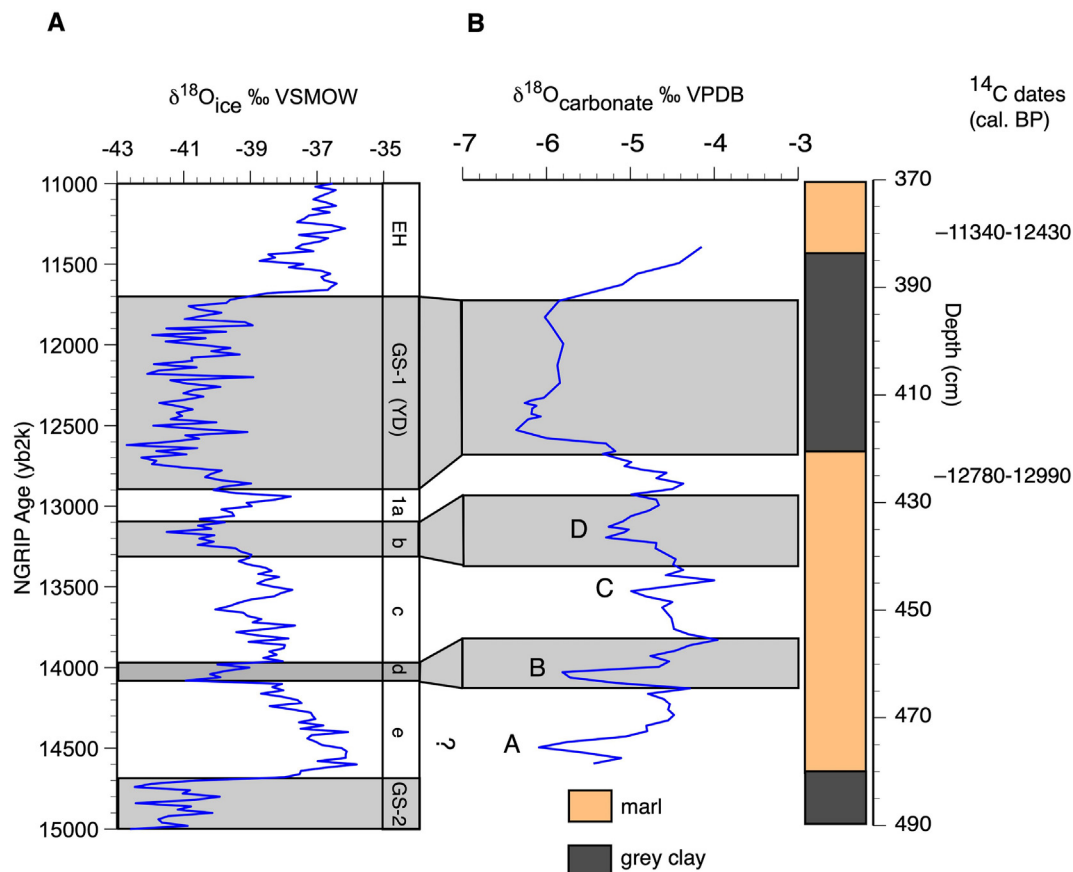 A
B
δ18Oice ‰ VSMOW
δ18Ocarbonate ‰ VPDB
14C dates
(cal. BP)
-43 -41 -39 -37 -35
-7 -6 -5 -4 -3
NGRIP Age (yb2k)
11000
11500
12000
12500
13000
13500
14000
14500
15000
EH
GS-1 (YD)
1a
b
c
d
e
GS-2
?
D
C
B
A
370
390
410
430
450
470
490
Depth (cm)
–11340-12430
–12780-12990
marl
grey clay